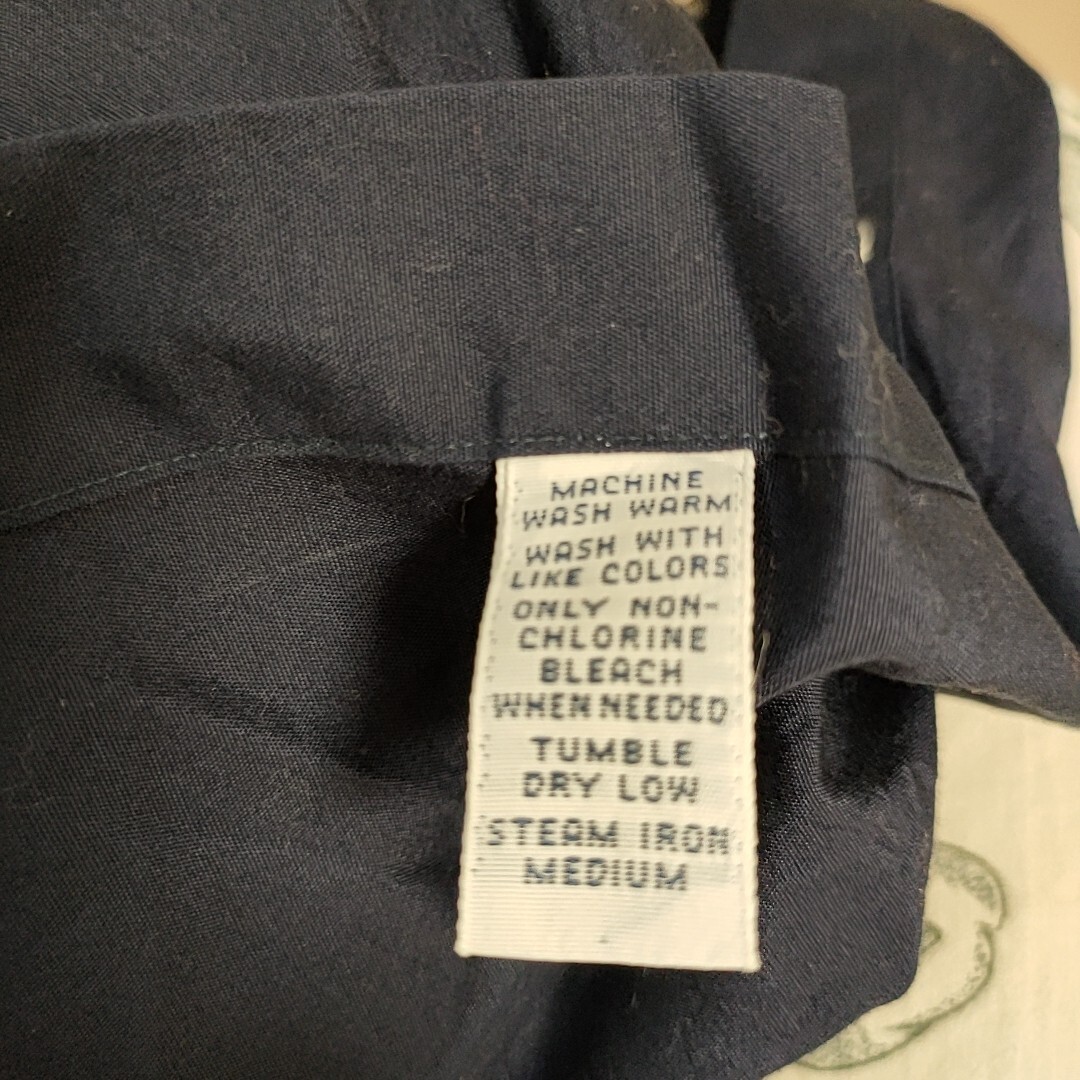 MACHINE
WASH WARM
WASH WITH
LIKE COLORS
ONLY NON-
CHLORINE
BLEACH
WHEN NEEDED
TUMBLE
DRY LOW
STEAM IRON
MEDIUM